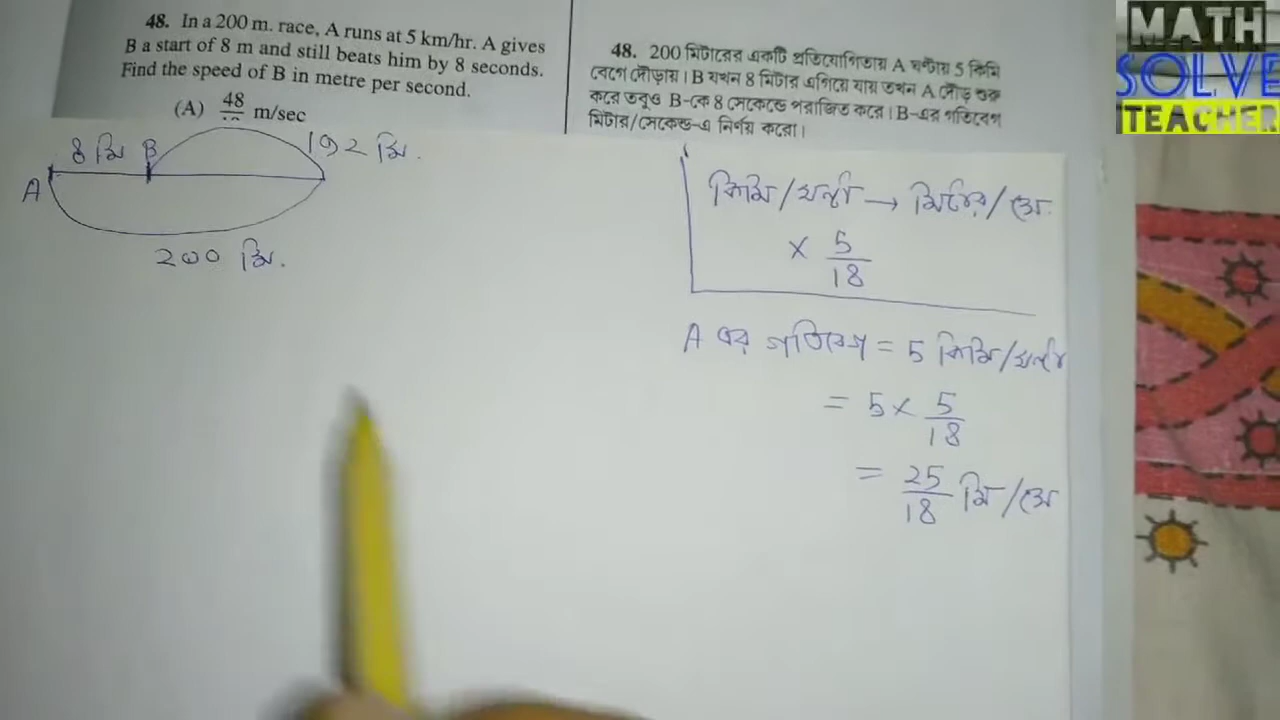 48. In a 200 m. race, A runs at 5 km/hr. A gives
B a start of 8 m and still beats him by 8 seconds.
Find the speed of B in metre per second.
(A) 48 m/sec
48. 200 মিটারের একটি প্রতিযোগিতায় A ঘণ্টায় 5 কিমি
বেগে দৌড়ায়। B যখন 8 মিটার এগিয়ে যায় তখন A দৌড় শুরু
করে তবুও B-কে 8 সেকেন্ডে পরাজিত করে। B-এর গতিবেগ
মিটার/সেকেন্ড-এ নির্ণয় করো।
MATH
SOLVE
TEACHER
8 মি B 192 মি.
A
200 মি.
কিমি/ঘন্টা → মিটার/সে.
× 5/18
A এর গতিবেগ = 5 কিমি/ঘন্টা
= 5 × 5/18
= 25/18 মি/সে